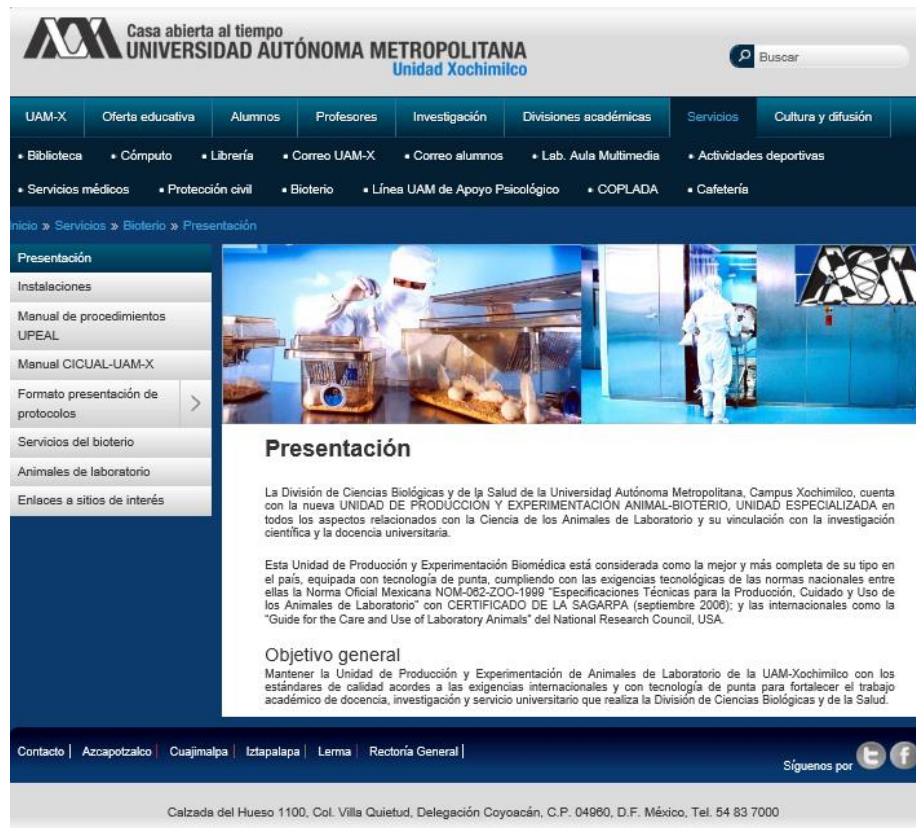 Casa abierta al tiempo
UNIVERSIDAD AUTÓNOMA METROPOLITANA
Unidad Xochimilco
Buscar
UAM-X Oferta educativa Alumnos Profesores Investigación Divisiones académicas Servicios Cultura y difusión
• Biblioteca • Cómputo • Librería • Correo UAM-X • Correo alumnos • Lab. Aula Multimedia • Actividades deportivas
• Servicios médicos • Protección civil • Bioterio • Línea UAM de Apoyo Psicológico • COPLADA • Cafetería
Inicio » Servicios » Bioterio » Presentación
Presentación
Instalaciones
Manual de procedimientos
UPEAL
Manual CICUAL-UAM-X
Formato presentación de
protocolos
Servicios del bioterio
Animales de laboratorio
Enlaces a sitios de interés
Presentación
La División de Ciencias Biológicas y de la Salud de la Universidad Autónoma Metropolitana, Campus Xochimilco, cuenta
con la nueva UNIDAD DE PRODUCCIÓN Y EXPERIMENTACIÓN ANIMAL-BIOTERIO, UNIDAD ESPECIALIZADA en
todos los aspectos relacionados con la Ciencia de los Animales de Laboratorio y su vinculación con la investigación
científica y la docencia universitaria.
Esta Unidad de Producción y Experimentación Biomédica está considerada como la mejor y más completa de su tipo en
el país, equipada con tecnología de punta, cumpliendo con las exigencias tecnológicas de las normas nacionales entre
ellas la Norma Oficial Mexicana NOM-062-ZOO-1999 "Especificaciones Técnicas para la Producción, Cuidado y Uso de
los Animales de Laboratorio" con CERTIFICADO DE LA SAGARPA (septiembre 2006); y las internacionales como la
"Guide for the Care and Use of Laboratory Animals" del National Research Council, USA.
Objetivo general
Mantener la Unidad de Producción y Experimentación de Animales de Laboratorio de la UAM-Xochimilco con los
estándares de calidad acordes a las exigencias internacionales y con tecnología de punta para fortalecer el trabajo
académico de docencia, investigación y servicio universitario que realiza la División de Ciencias Biológicas y de la Salud.
Contacto | Azcapotzalco | Cuajimalpa | Iztapalapa | Lerma | Rectoría General |
Síguenos por
Calzada del Hueso 1100, Col. Villa Quietud, Delegación Coyoacán, C.P. 04960, D.F. México, Tel. 54 83 7000